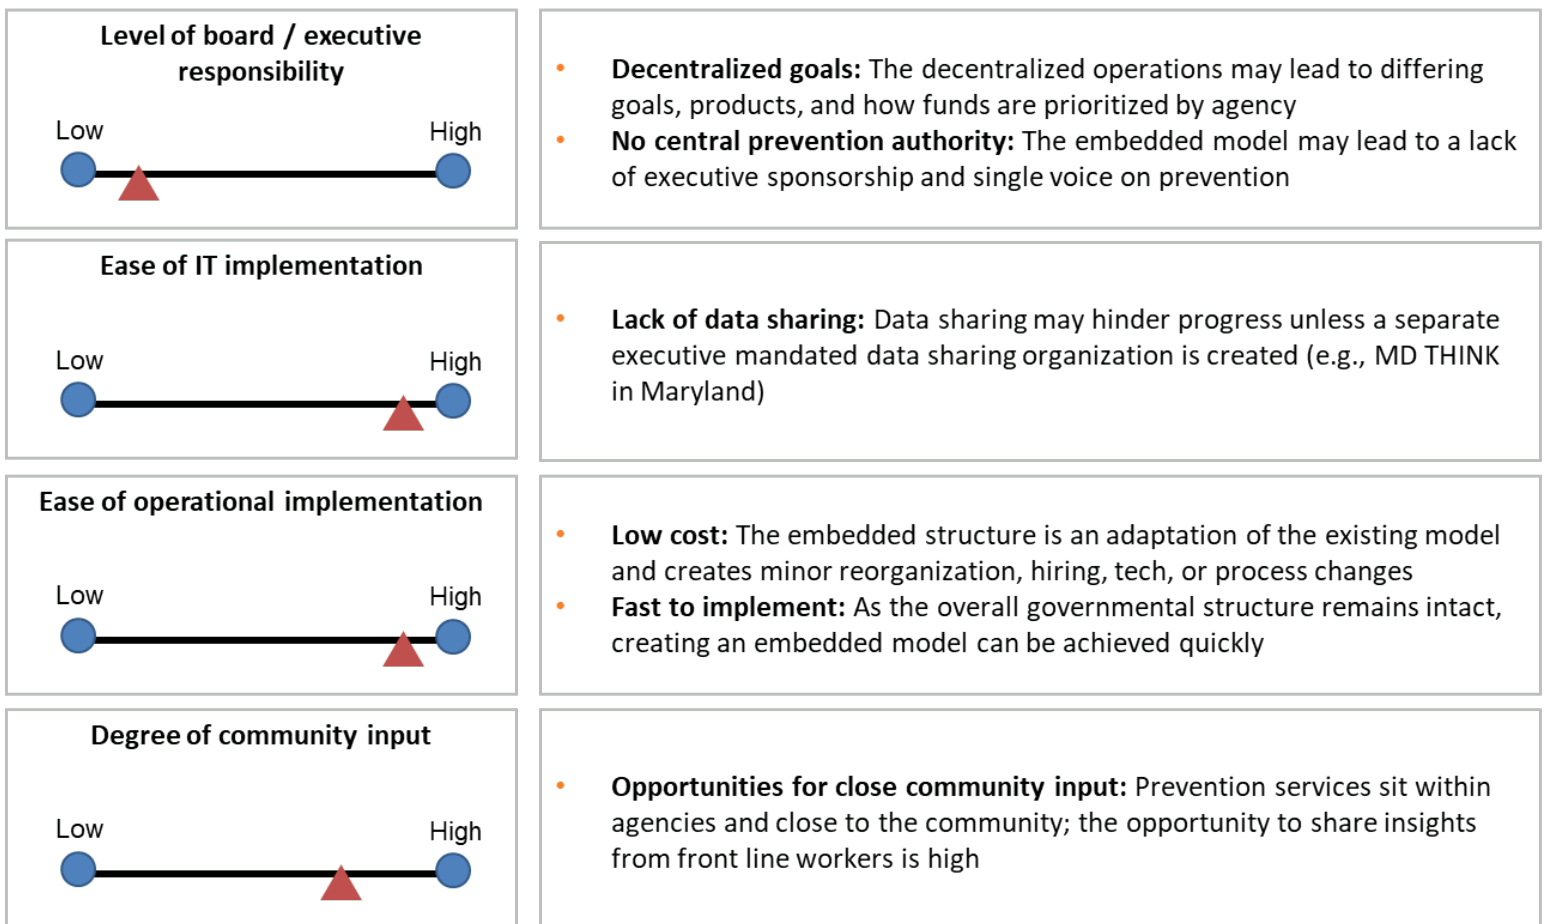 Level of board / executive
responsibility
Low
High
• Decentralized goals: The decentralized operations may lead to differing
goals, products, and how funds are prioritized by agency
• No central prevention authority: The embedded model may lead to a lack
of executive sponsorship and single voice on prevention
Ease of IT implementation
Low
High
• Lack of data sharing: Data sharing may hinder progress unless a separate
executive mandated data sharing organization is created (e.g., MD THINK
in Maryland)
Ease of operational implementation
Low
High
• Low cost: The embedded structure is an adaptation of the existing model
and creates minor reorganization, hiring, tech, or process changes
• Fast to implement: As the overall governmental structure remains intact,
creating an embedded model can be achieved quickly
Degree of community input
Low
High
• Opportunities for close community input: Prevention services sit within
agencies and close to the community; the opportunity to share insights
from front line workers is high